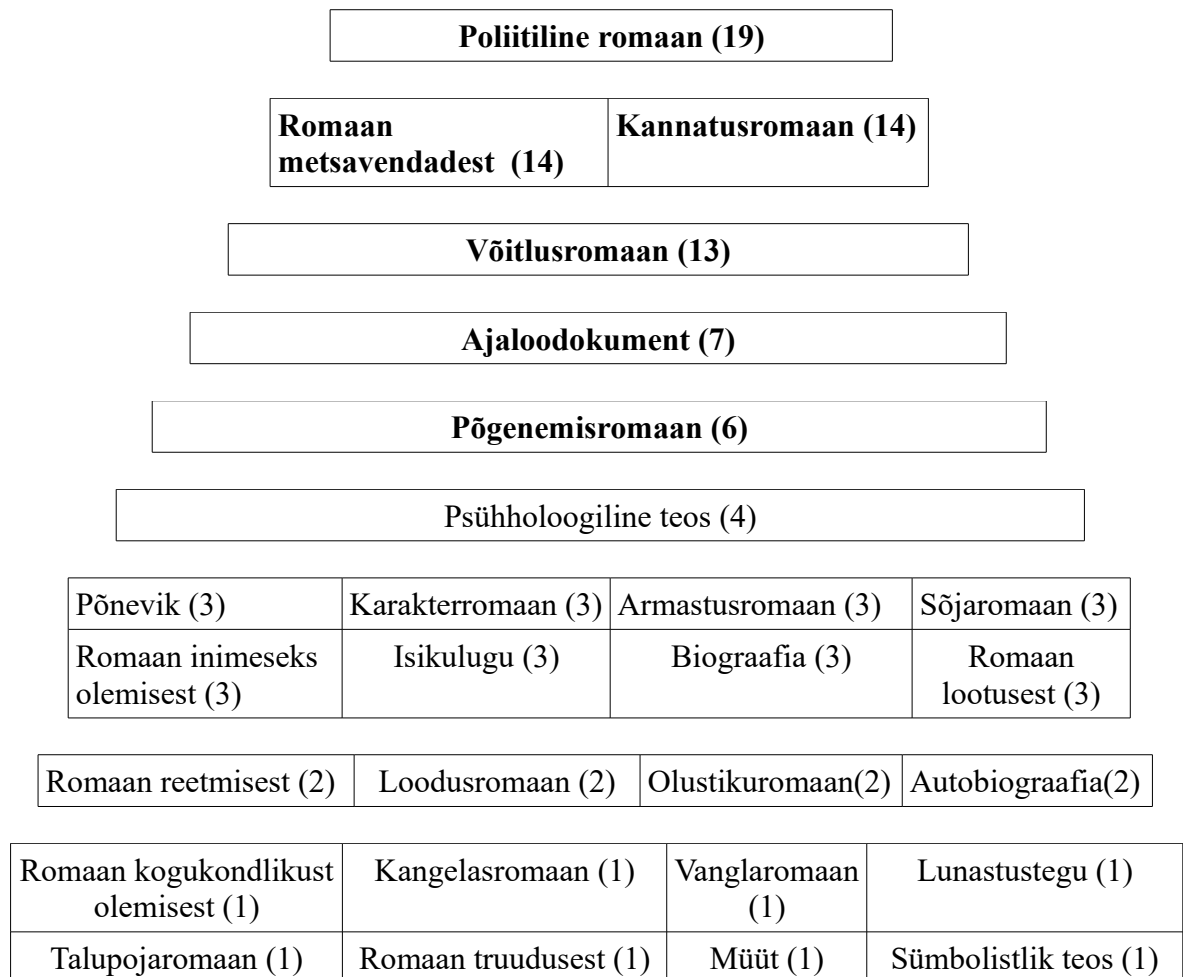 Poliitiline romaan (19)
Romaan
metsavendadest (14)
Kannatusromaan (14)
Võitlusromaan (13)
Ajaloodokument (7)
Põgenemisromaan (6)
Psühholoogiline teos (4)
Põnevik (3)
Karakterromaan (3)
Armastusromaan (3)
Sõjaromaan (3)
Romaan inimeseks
olemisest (3)
Isikulugu (3)
Biograafia (3)
Romaan
lootusest (3)
Romaan reetmisest (2)
Loodusromaan (2)
Olustikuromaan(2)
Autobiograafia(2)
Romaan kogukondlikust
olemisest (1)
Kangelasromaan (1)
Vanglaromaan
(1)
Lunastustegu (1)
Talupojaromaan (1)
Romaan truudusest (1)
Müüt (1)
Sümbolistlik teos (1)